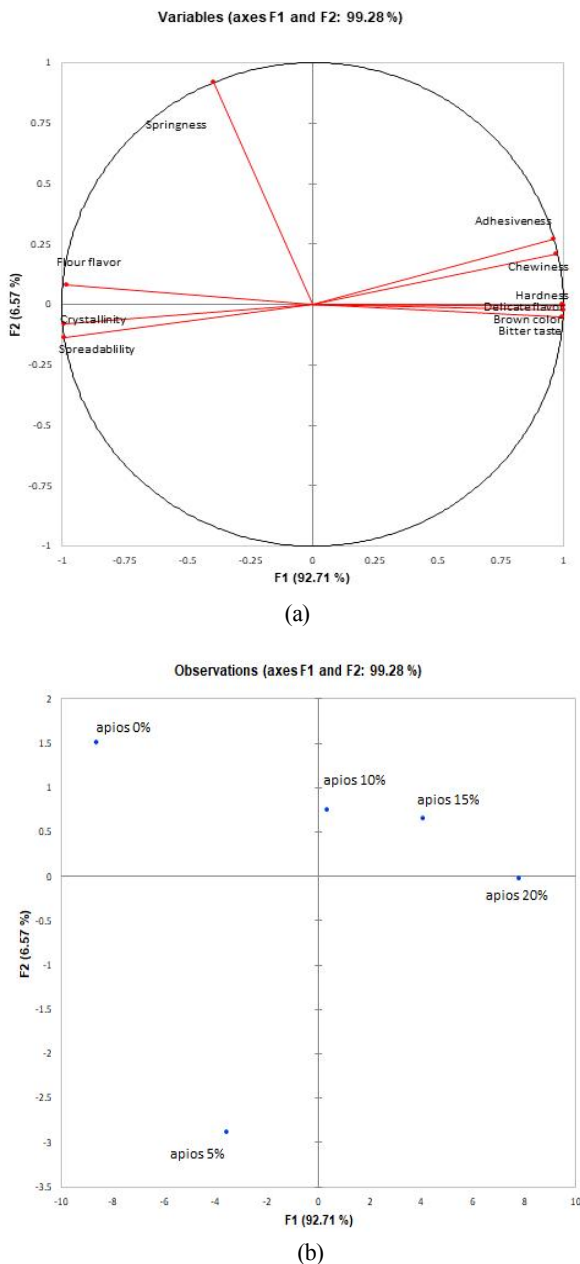 Variables (axes F1 and F2: 99.28 %)
1
Springness
0.75
0.5
Adhesiveness
0.25
Flour flavor
Chewiness
Hardness
0
Delicate flavor
Crystallinity
Brown color
Spreadablility
Bitter taste
-0.25
-0.5
-0.75
-1
F2 (6.57 %)
-1 -0.75 -0.5 -0.25 0 0.25 0.5 0.75 1
F1 (92.71 %)
(a)
Observations (axes F1 and F2: 99.28 %)
2
apios 0%
1.5
1
apios 10%
apios 15%
0.5
0
apios 20%
-0.5
-1
-1.5
-2
-2.5
-3
apios 5%
-3.5
F2 (6.57 %)
-10 -8 -6 -4 -2 0 2 4 6 8 10
F1 (92.71 %)
(b)